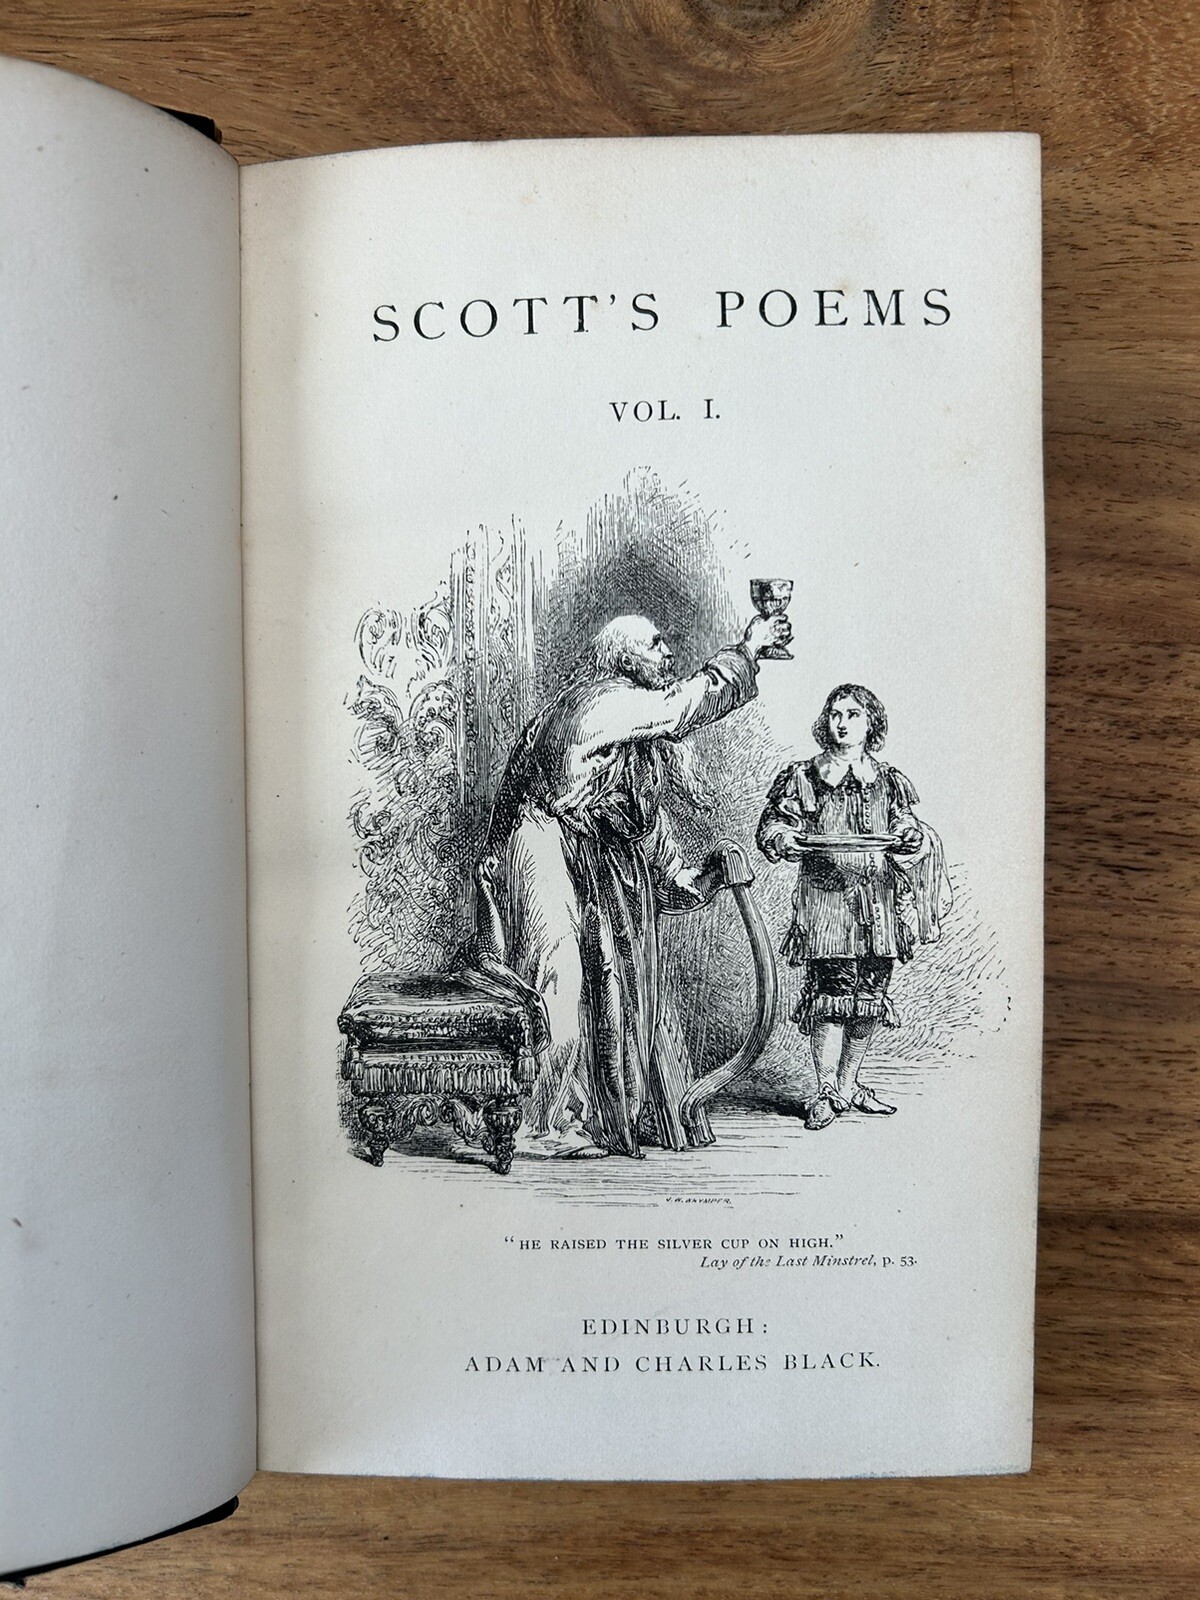 SCOTT'S POEMS
VOL. I.
J. W. WHYMPER.
"HE RAISED THE SILVER CUP ON HIGH."
Lay of the Last Minstrel, p. 53.
EDINBURGH:
ADAM AND CHARLES BLACK.